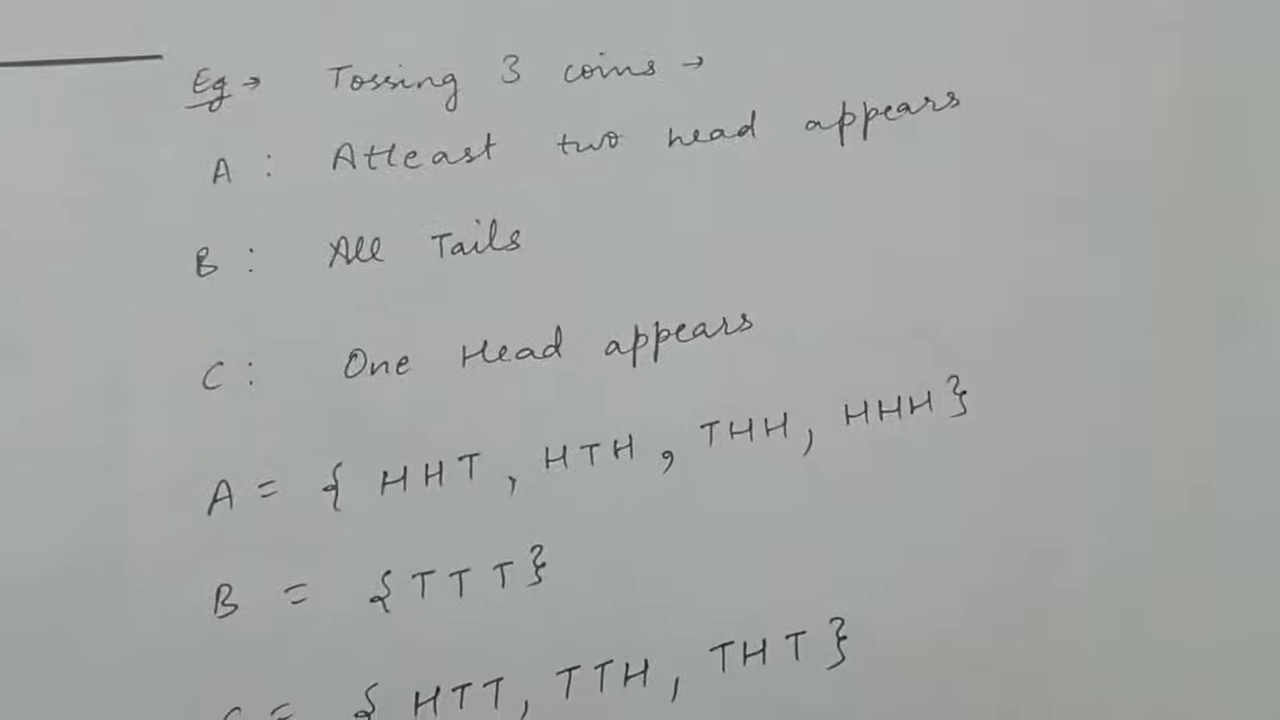 Eg → Tossing 3 coins →
A : Atleast two head appears
B : All Tails
C : One Head appears
A = { HHT , HTH , THH , HHH }
B = { TTT }
C = { HTT , TTH , THT }